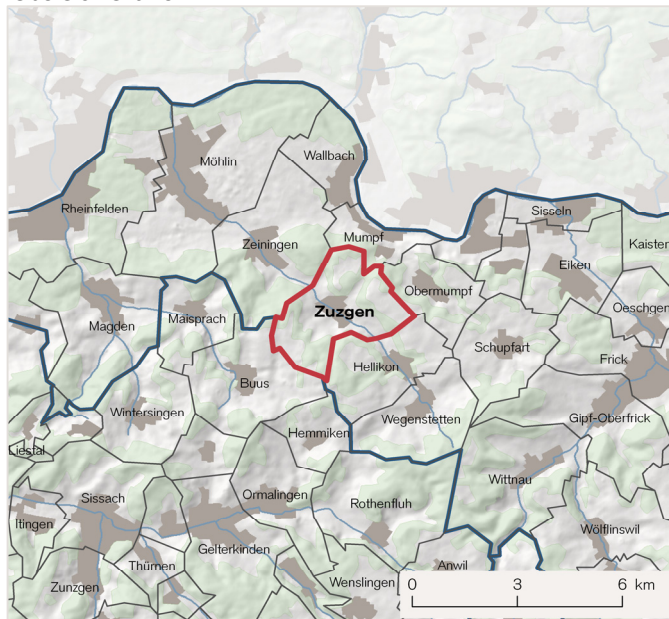 Möhlin
Wallbach
Rheinfelden
Sisseln
Mumpf
Zeiningen
Kaisten
Eiken
Obermumpf
Oeschgen
Zuzgen
Maisprach
Magden
Schupfart
Frick
Hellikon
Buus
Wintersingen
Wegenstetten
Gipf-Oberfrick
Hemmiken
Liestal
Wittnau
Sissach
Ormalingen
Rothenfluh
Itingen
Wölflinswil
Gelterkinden
Thürnen
Anwil
Wenslingen
Zunzgen
0 3 6 km